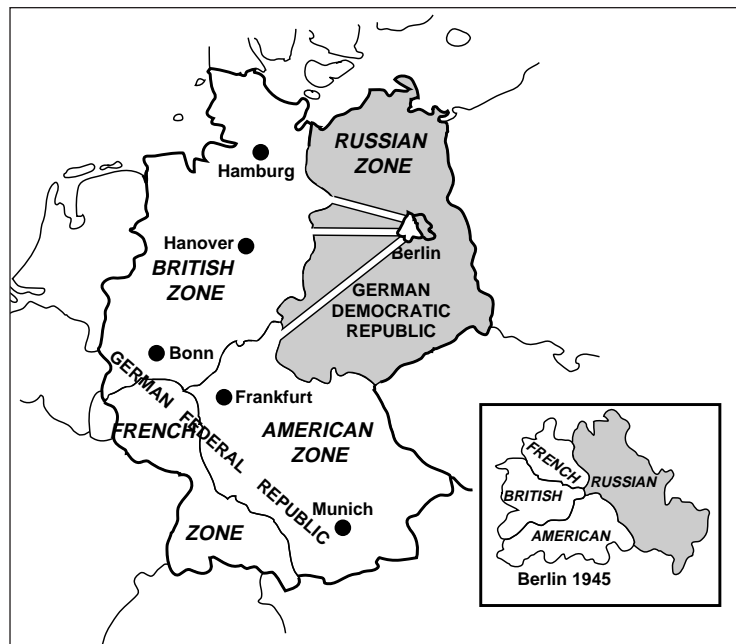 RUSSIAN
ZONE
Hamburg
Hanover
BRITISH
ZONE
Berlin
GERMAN
DEMOCRATIC
REPUBLIC
Bonn
GERMAN FEDERAL REPUBLIC
Frankfurt
FRENCH
ZONE
AMERICAN
ZONE
Munich
FRENCH
RUSSIAN
BRITISH
AMERICAN
Berlin 1945